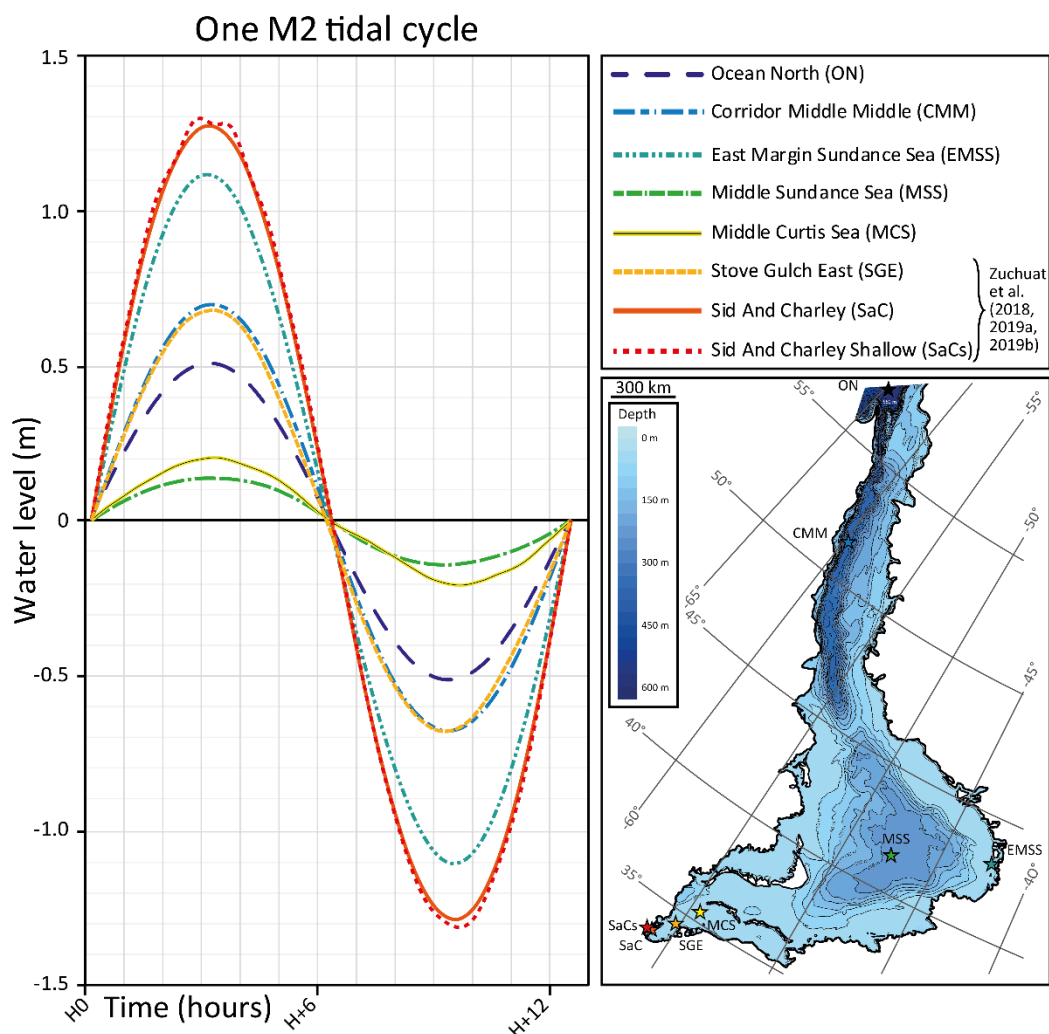 One M2 tidal cycle
1.5
1.0
0.5
0
-0.5
-1.0
-1.5
Water level (m)
H0
H+6
H+12
Time (hours)
Ocean North (ON)
Corridor Middle Middle (CMM)
East Margin Sundance Sea (EMSS)
Middle Sundance Sea (MSS)
Middle Curtis Sea (MCS)
Stove Gulch East (SGE)
Sid And Charley (SaC)
Sid And Charley Shallow (SaCs)
Zuchuat
et al.
(2018,
2019a,
2019b)
300 km
Depth
0 m
150 m
300 m
450 m
600 m
ON
55°
-55°
50°
-50°
CMM
-65°
45°
-45°
40°
-60°
MSS
EMSS
-40°
35°
MCS
SaCs
SaC
SGE